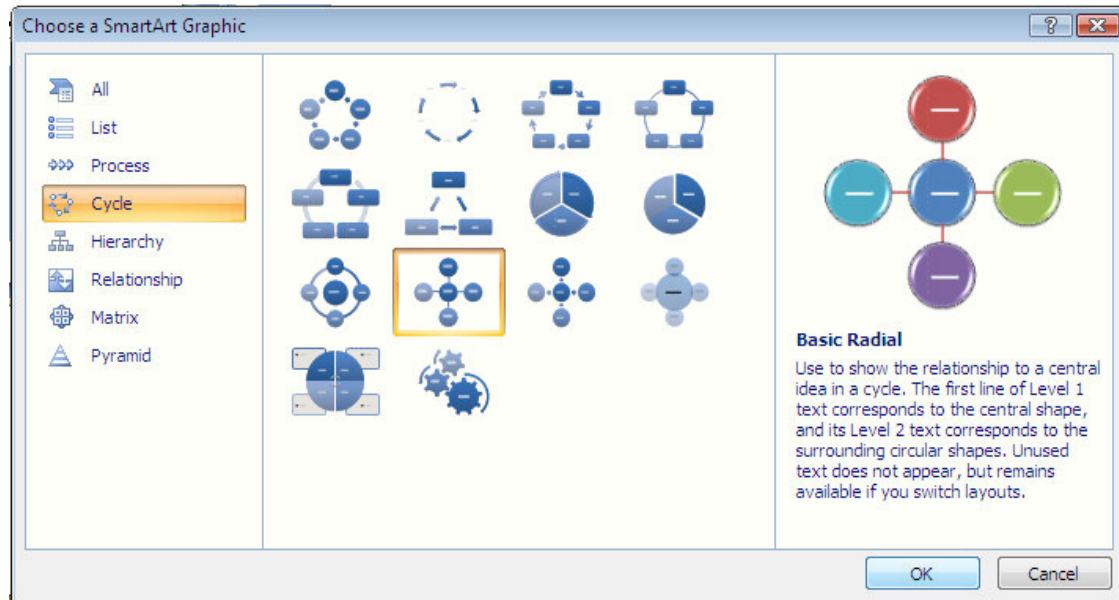 Choose a SmartArt Graphic
All
List
Process
Cycle
Hierarchy
Relationship
Matrix
Pyramid
Basic Radial
Use to show the relationship to a central
idea in a cycle. The first line of Level 1
text corresponds to the central shape,
and its Level 2 text corresponds to the
surrounding circular shapes. Unused
text does not appear, but remains
available if you switch layouts.
OK
Cancel